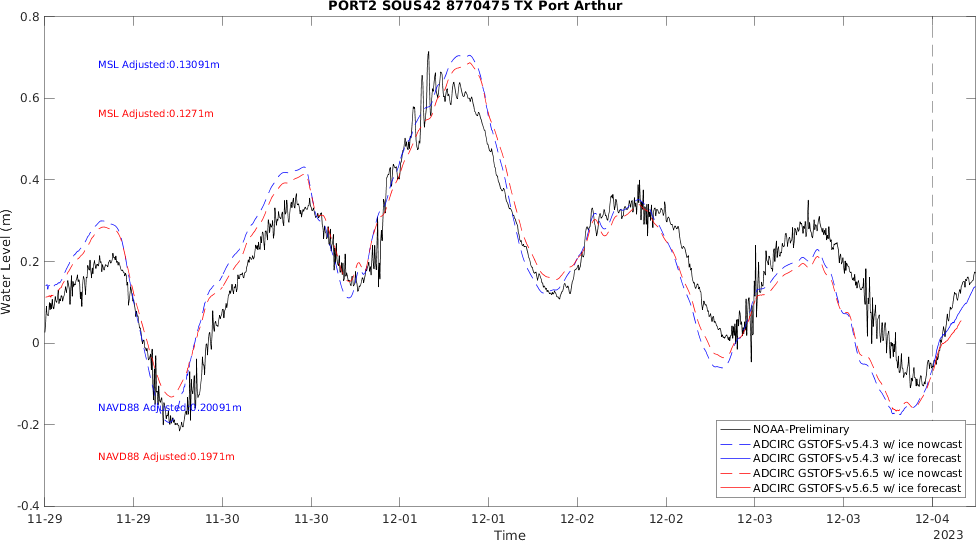 PORT2 SOUS42 8770475 TX Port Arthur
0.8
MSL Adjusted:0.13091m
0.6
MSL Adjusted:0.1271m
0.4
Water Level (m)
0.2
0
NAVD88 Adjusted:0.20091m
-0.2
NAVD88 Adjusted:0.1971m
-0.4
NOAA-Preliminary
ADCIRC GSTOFS-v5.4.3 w/ ice nowcast
ADCIRC GSTOFS-v5.4.3 w/ ice forecast
ADCIRC GSTOFS-v5.6.5 w/ ice nowcast
ADCIRC GSTOFS-v5.6.5 w/ ice forecast
11-29 11-29 11-30 11-30 12-01 12-01 12-02 12-02 12-03 12-03 12-04
Time
2023